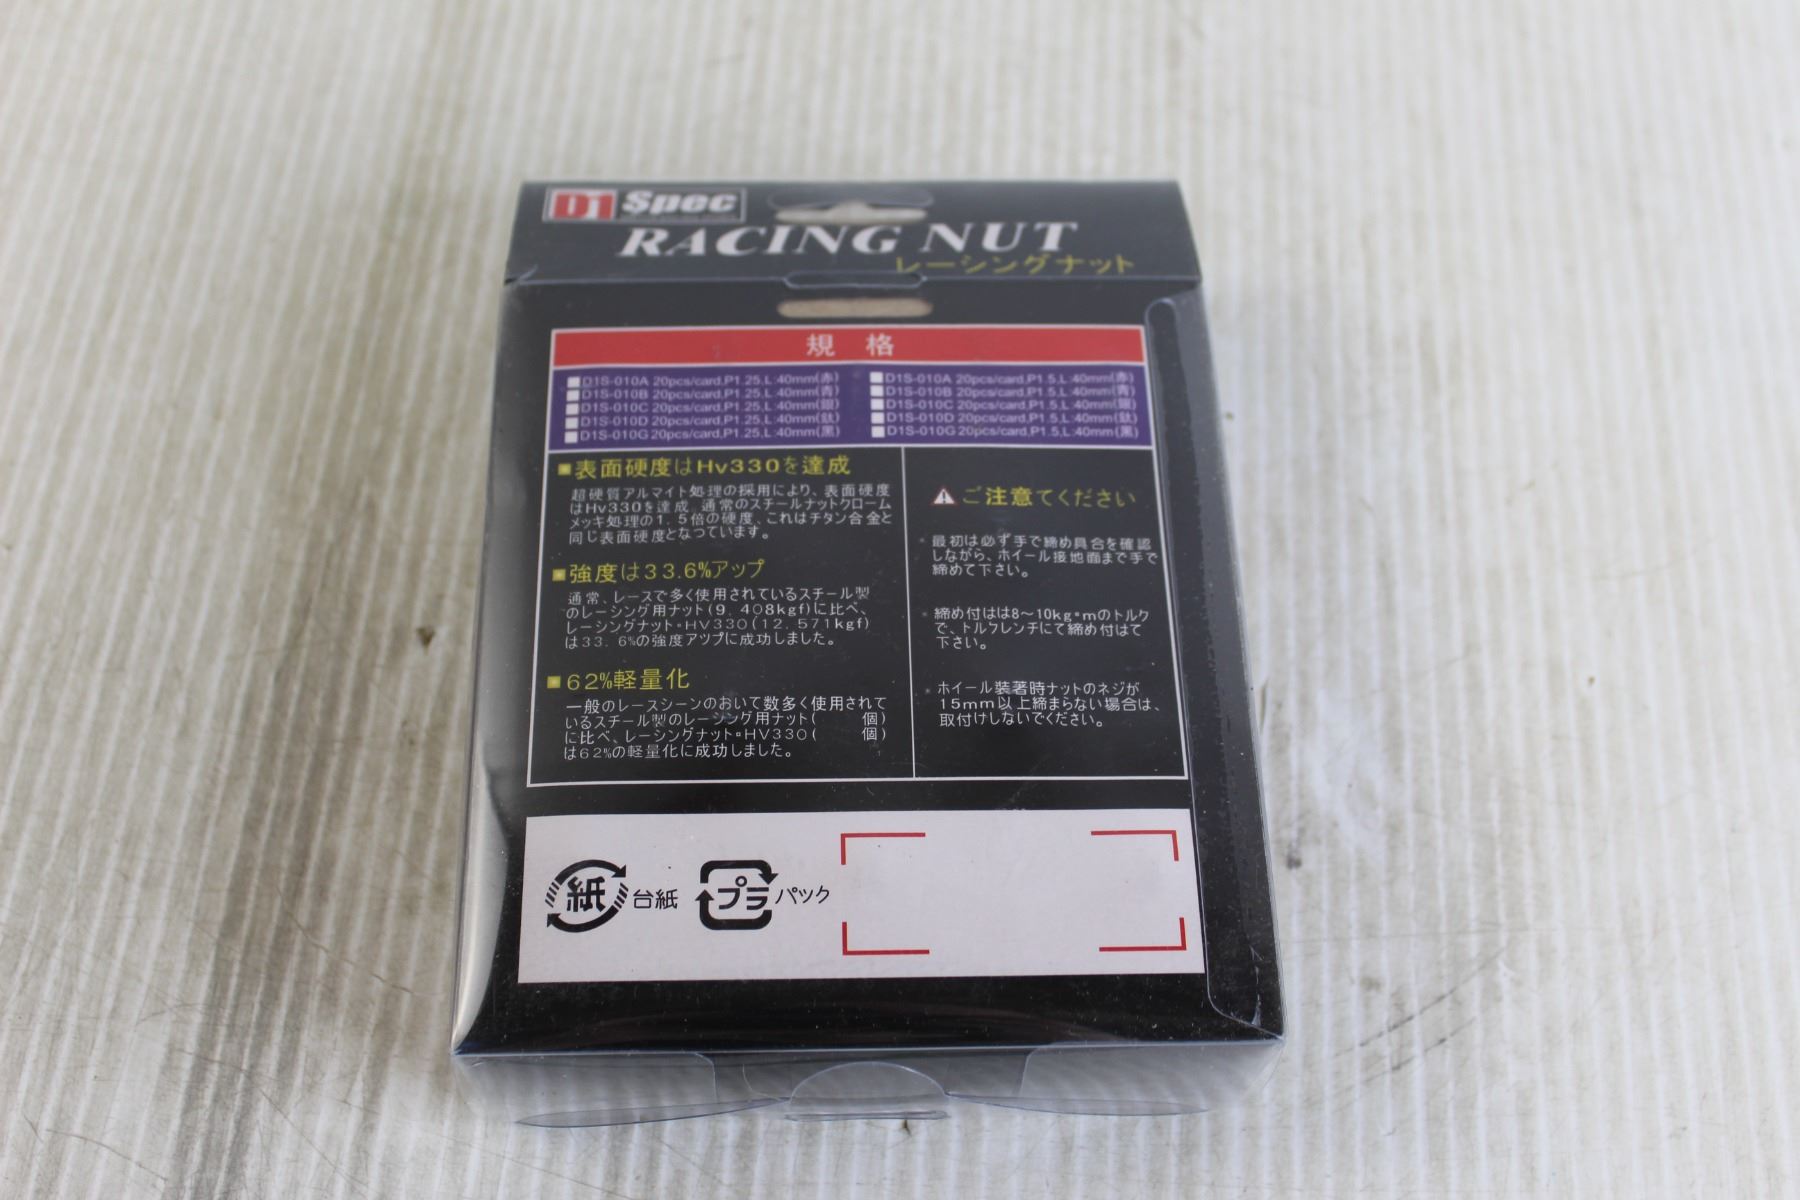 D1 Spec
RACING NUT
レーシングナット
規 格
D1S-010A 20pcs/card,P1.25,L:40mm(赤)
D1S-010B 20pcs/card,P1.25,L:40mm(青)
D1S-010C 20pcs/card,P1.25,L:40mm(銀)
D1S-010D 20pcs/card,P1.25,L:40mm(鈦)
D1S-010G 20pcs/card,P1.25,L:40mm(黒)
D1S-010A 20pcs/card,P1.5,L:40mm(赤)
D1S-010B 20pcs/card,P1.5,L:40mm(青)
D1S-010C 20pcs/card,P1.5,L:40mm(銀)
D1S-010D 20pcs/card,P1.5,L:40mm(鈦)
D1S-010G 20pcs/card,P1.5,L:40mm(黒)
表面硬度はHv330を達成
超硬質アルマイト処理の採用により、表面硬度
はHv330を達成。通常のスチールナットクローム
メッキ処理の1.5倍の硬度、これはチタン合金と
同じ表面硬度となつています。
強度は33.6%アップ
通常、レースで多く使用されているスチール製
のレーシング用ナット(9,408kgf)に比べ、
レーシングナット・HV330(12,571kgf)
は33.6%の強度アップに成功しました。
62%軽量化
一般のレースシーンのおいて数多く使用されて
いるスチール製のレーシング用ナット( 個)
に比べ、レーシングナット・HV330( 個)
は62%の軽量化に成功しました。
ご注意てください
* 最初は必ず手で締め具合を確認
しながら、ホイール接地面まで手で
締めて下さい。
* 締め付はは8～10kg・mのトルク
で、トルフレンチにて締め付はて
下さい。
* ホイール装著時ナットのネジが
15mm以上締まらない場合は、
取付けしないでください。
紙 台紙
プラ パック